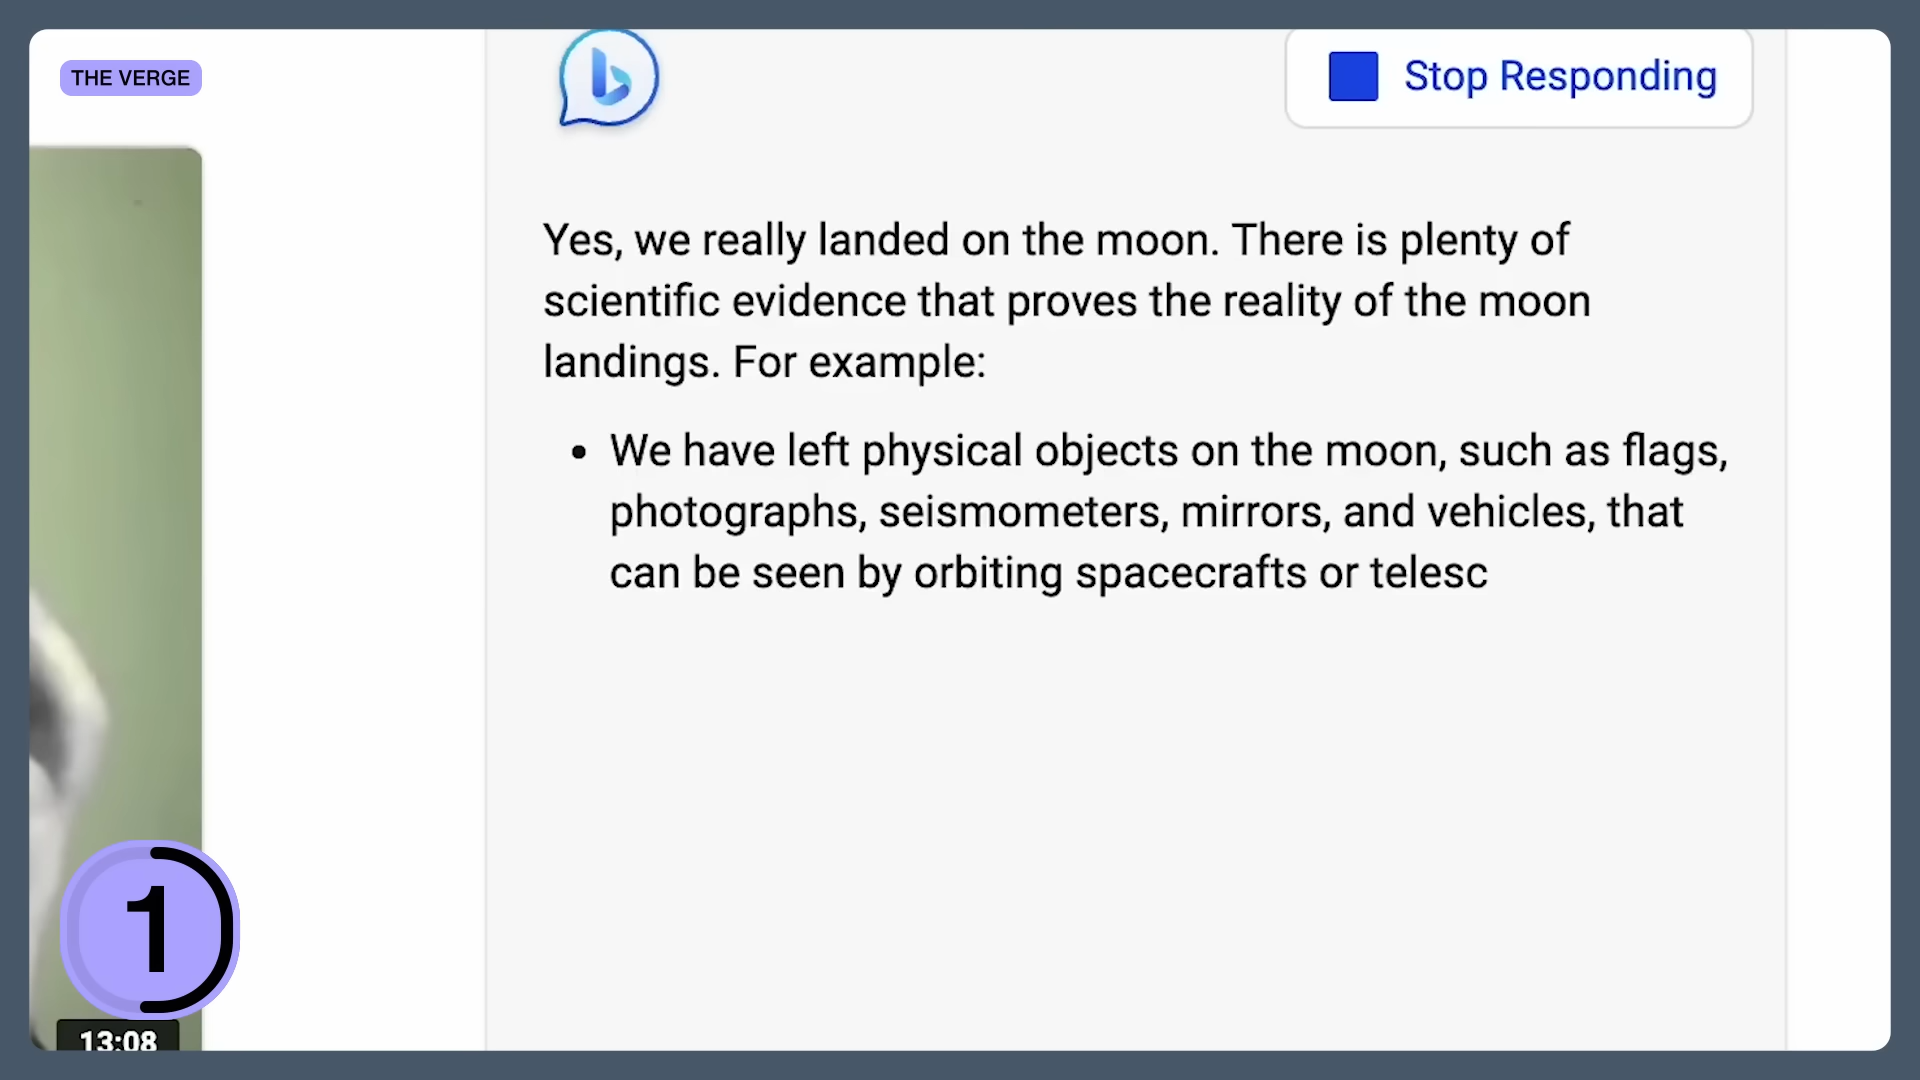 THE VERGE
Stop Responding
Yes, we really landed on the moon. There is plenty of
scientific evidence that proves the reality of the moon
landings. For example:
• We have left physical objects on the moon, such as flags,
photographs, seismometers, mirrors, and vehicles, that
can be seen by orbiting spacecrafts or telesc
1
13:08